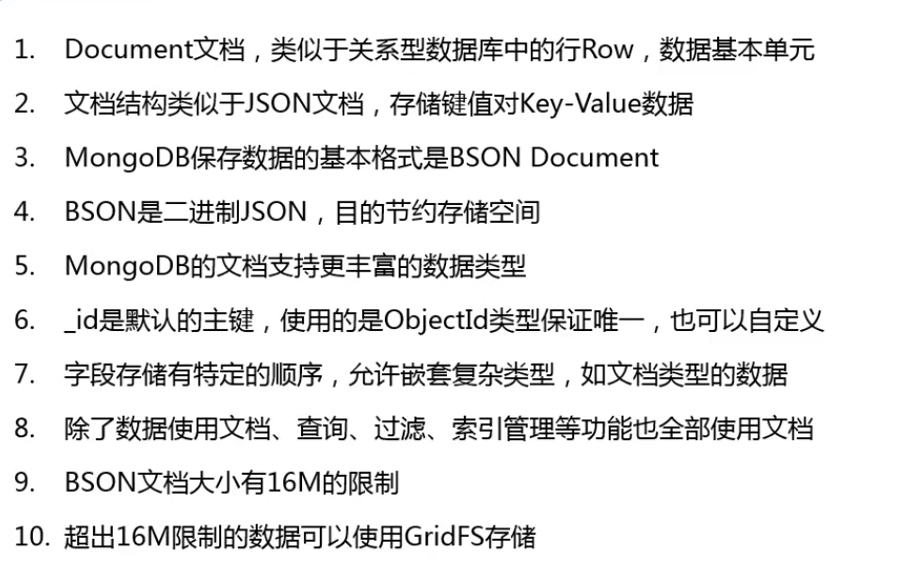 1. Document文档，类似于关系型数据库中的行Row，数据基本单元
2. 文档结构类似于JSON文档，存储键值对Key-Value数据
3. MongoDB保存数据的基本格式是BSON Document
4. BSON是二进制JSON，目的节约存储空间
5. MongoDB的文档支持更丰富的数据类型
6. _id是默认的主键，使用的是ObjectId类型保证唯一，也可以自定义
7. 字段存储有特定的顺序，允许嵌套复杂类型，如文档类型的数据
8. 除了数据使用文档、查询、过滤、索引管理等功能也全部使用文档
9. BSON文档大小有16M的限制
10. 超出16M限制的数据可以使用GridFS存储